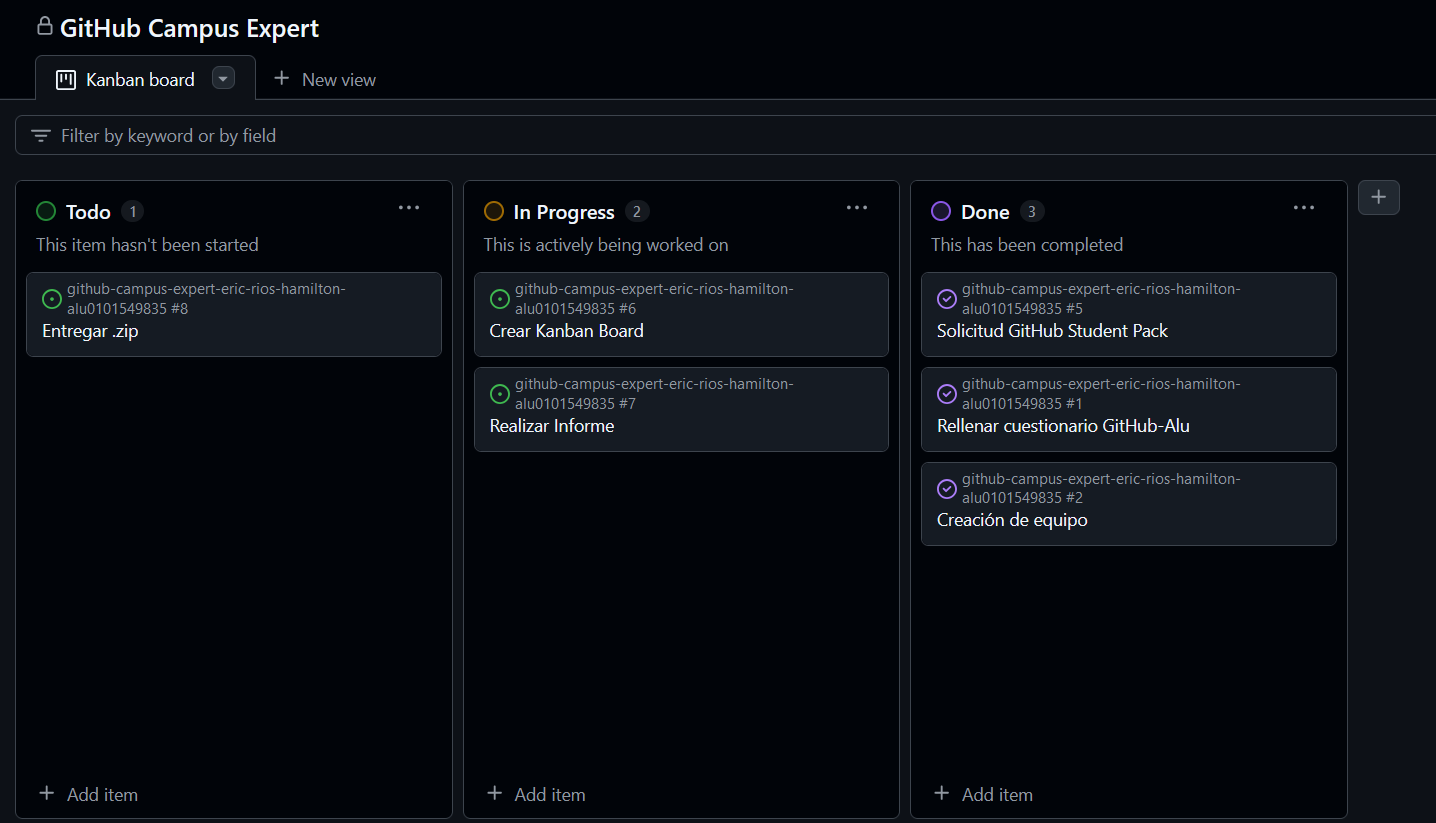 GitHub Campus Expert
Kanban board
New view
Filter by keyword or by field
Todo 1
This item hasn't been started
github-campus-expert-eric-rios-hamilton-
alu0101549835 #8
Entregar .zip
Add item
In Progress 2
This is actively being worked on
github-campus-expert-eric-rios-hamilton-
alu0101549835 #6
Crear Kanban Board
github-campus-expert-eric-rios-hamilton-
alu0101549835 #7
Realizar Informe
Add item
Done 3
This has been completed
github-campus-expert-eric-rios-hamilton-
alu0101549835 #5
Solicitud GitHub Student Pack
github-campus-expert-eric-rios-hamilton-
alu0101549835 #1
Rellenar cuestionario GitHub-Alu
github-campus-expert-eric-rios-hamilton-
alu0101549835 #2
Creación de equipo
Add item